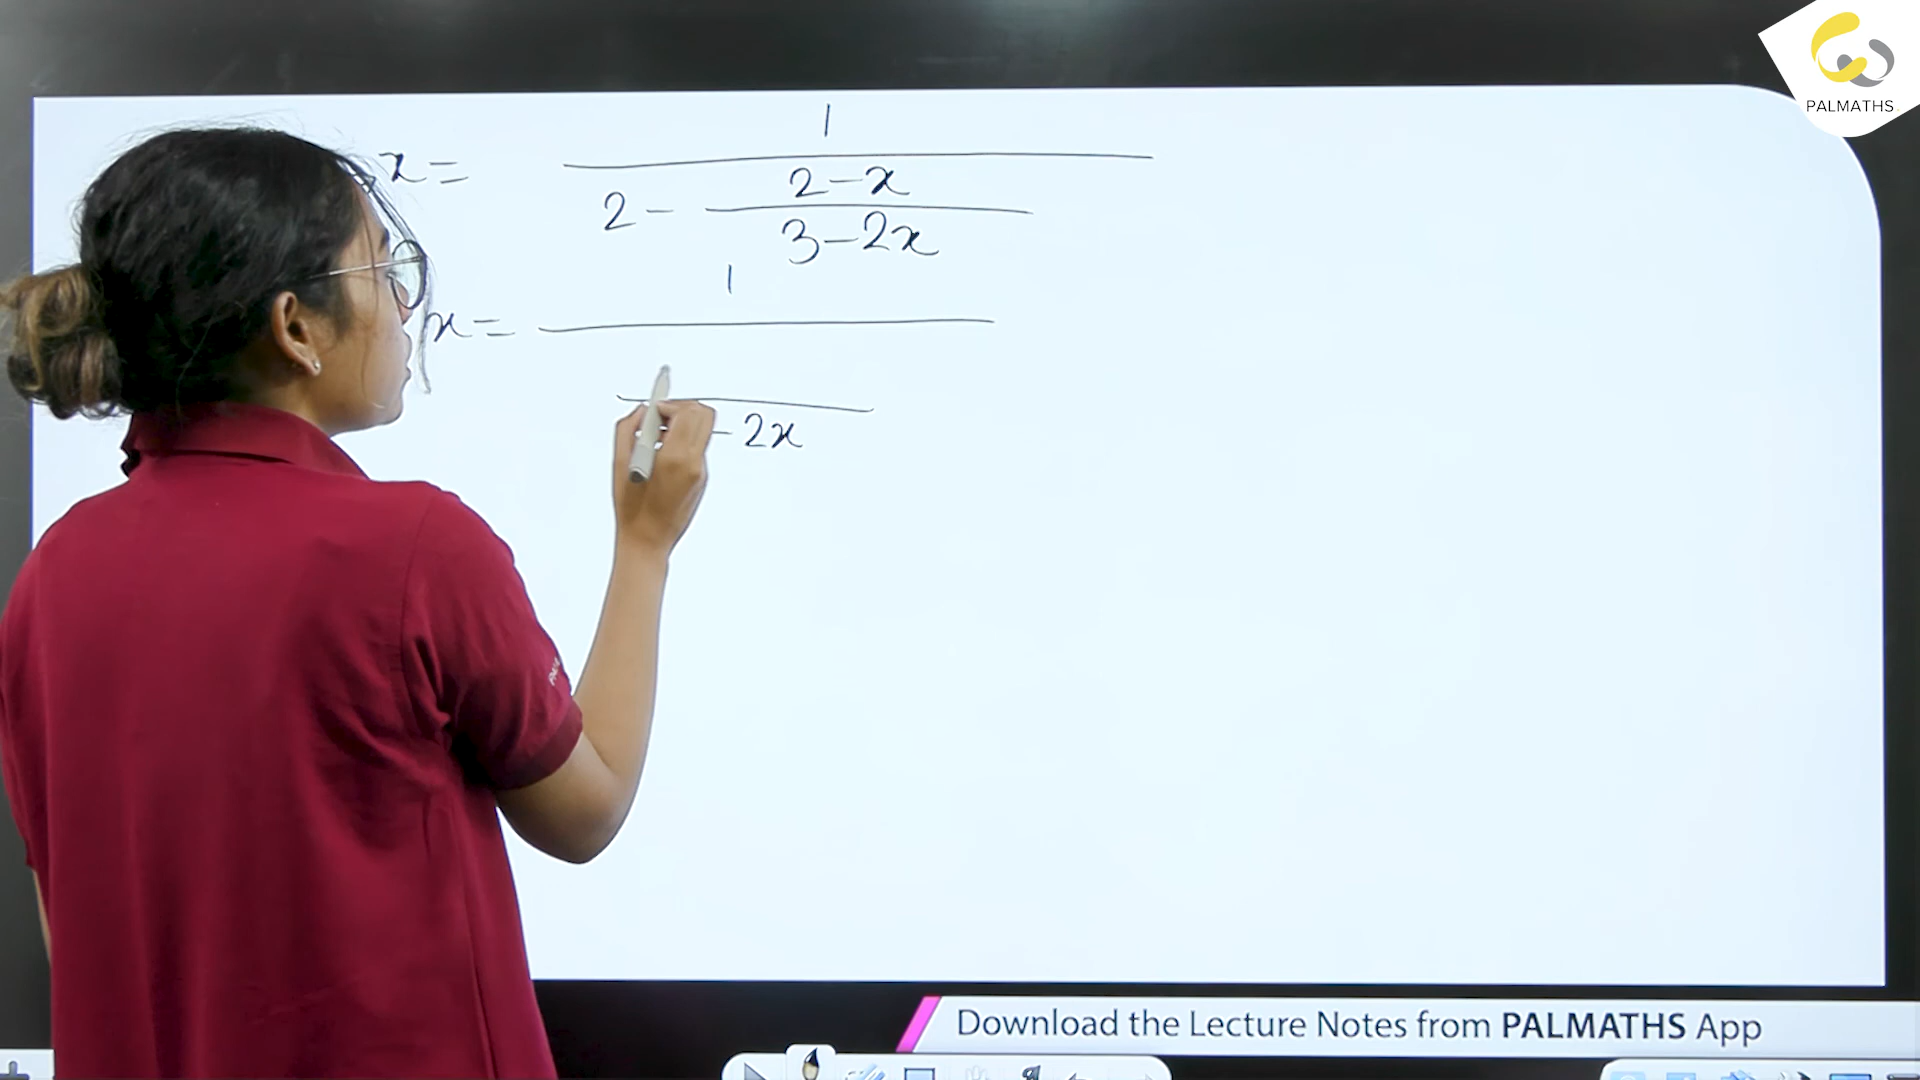 PALMATHS
1
x =
2 - x
2 -
3 - 2x
1
x =
- 2x
Download the Lecture Notes from PALMATHS App